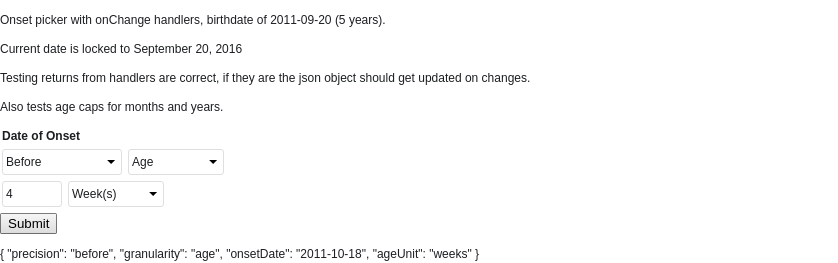 Onset picker with onChange handlers, birthdate of 2011-09-20 (5 years).
Current date is locked to September 20, 2016
Testing returns from handlers are correct, if they are the json object should get updated on changes.
Also tests age caps for months and years.
Date of Onset
Before Age
4 Week(s)
Submit
{ "precision": "before", "granularity": "age", "onsetDate": "2011-10-18", "ageUnit": "weeks" }